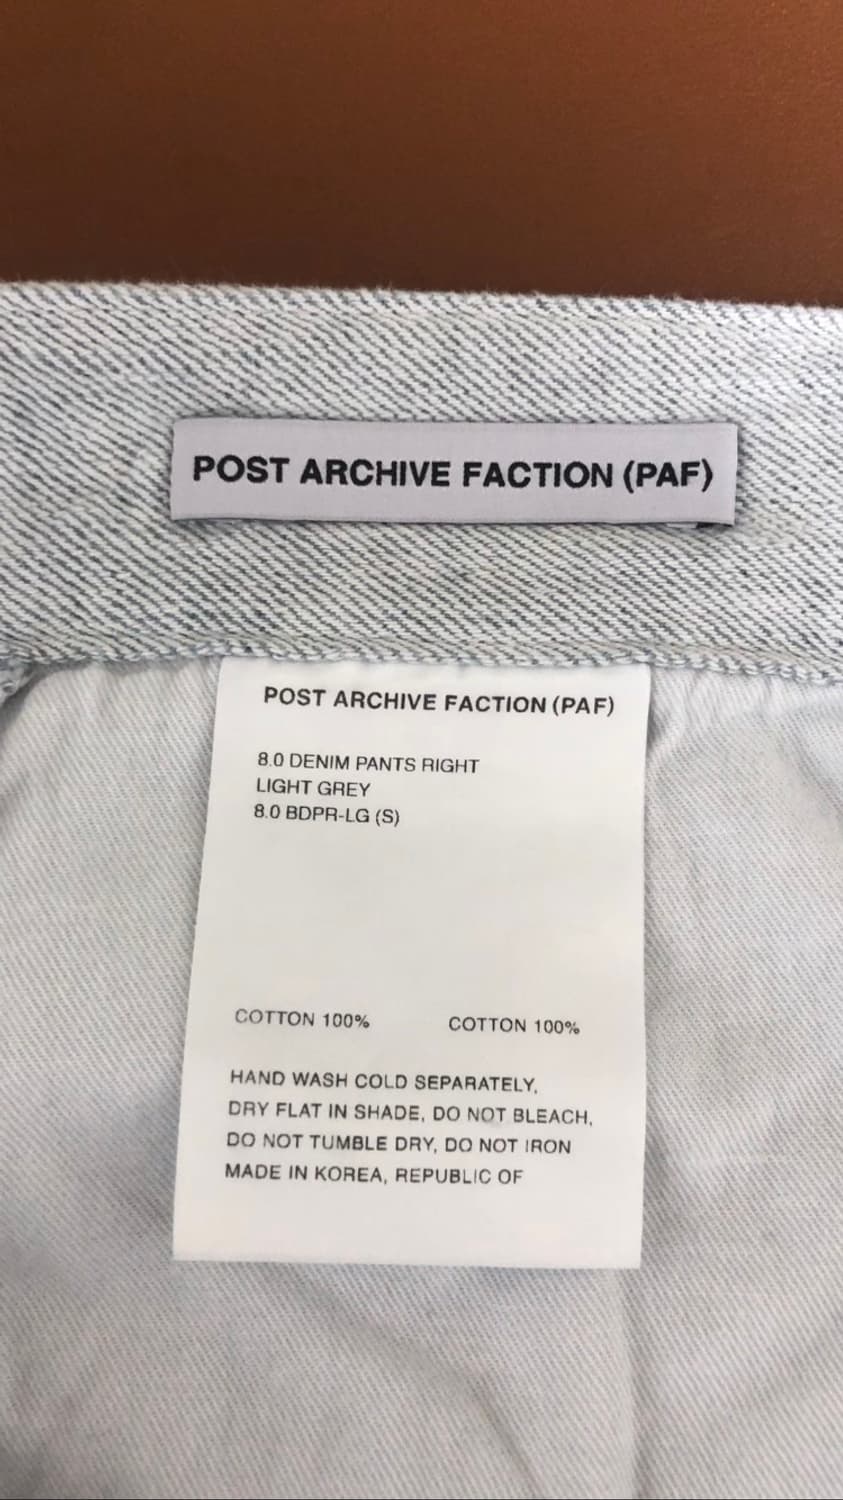 POST ARCHIVE FACTION (PAF)
POST ARCHIVE FACTION (PAF)
8.0 DENIM PANTS RIGHT
LIGHT GREY
8.0 BDPR-LG (S)
COTTON 100% COTTON 100%
HAND WASH COLD SEPARATELY,
DRY FLAT IN SHADE, DO NOT BLEACH,
DO NOT TUMBLE DRY, DO NOT IRON
MADE IN KOREA, REPUBLIC OF